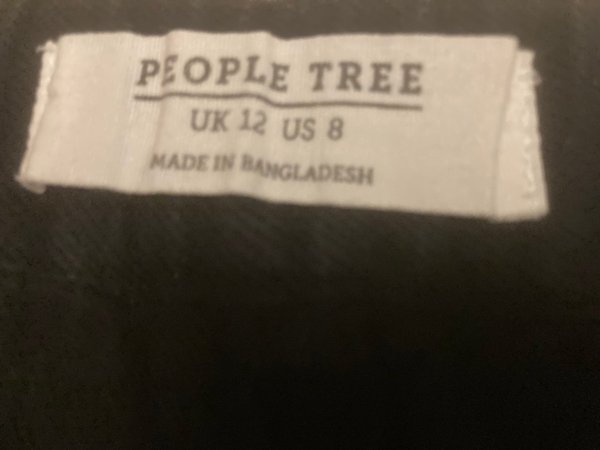 PEOPLE TREE
UK 12 US 8
MADE IN BANGLADESH